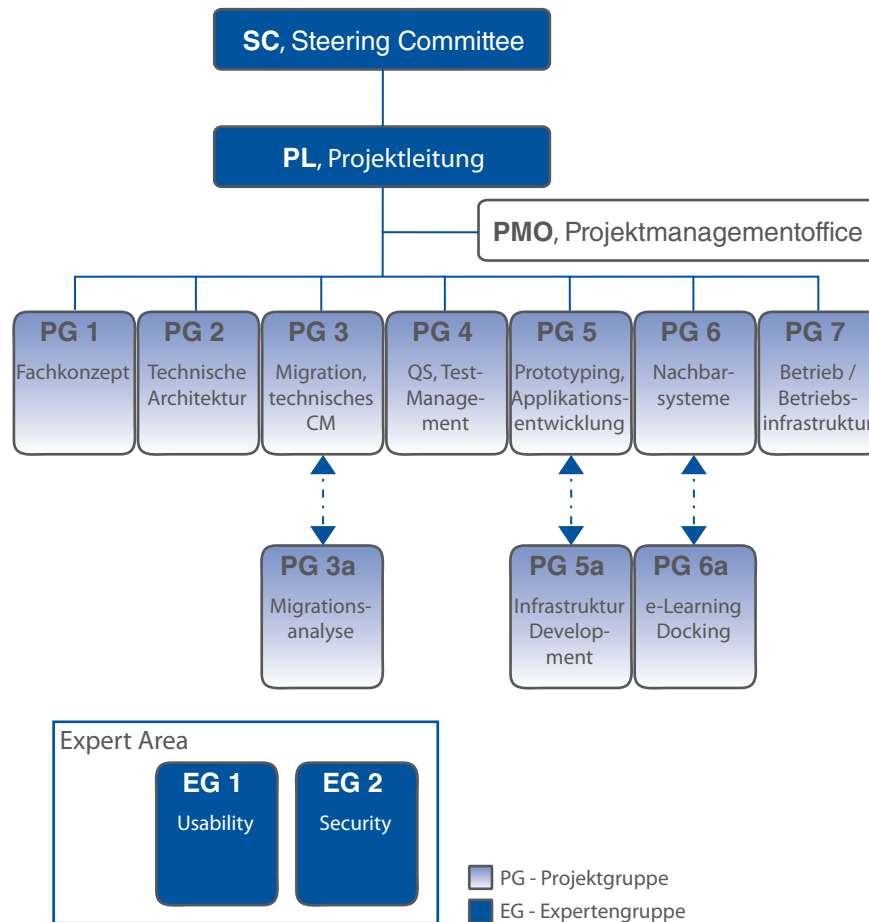 SC, Steering Committee
PL, Projektleitung
PMO, Projektmanagementoffice
PG 1
Fachkonzept
PG 2
Technische
Architektur
PG 3
Migration,
technisches
CM
PG 4
QS, Test-
Manage-
ment
PG 5
Prototyping,
Applikations-
entwicklung
PG 6
Nachbar-
systeme
PG 7
Betrieb /
Betriebs-
infrastruktur
PG 3a
Migrations-
analyse
PG 5a
Infrastruktur
Develop-
ment
PG 6a
e-Learning
Docking
Expert Area
EG 1
Usability
EG 2
Security
PG - Projektgruppe
EG - Expertengruppe